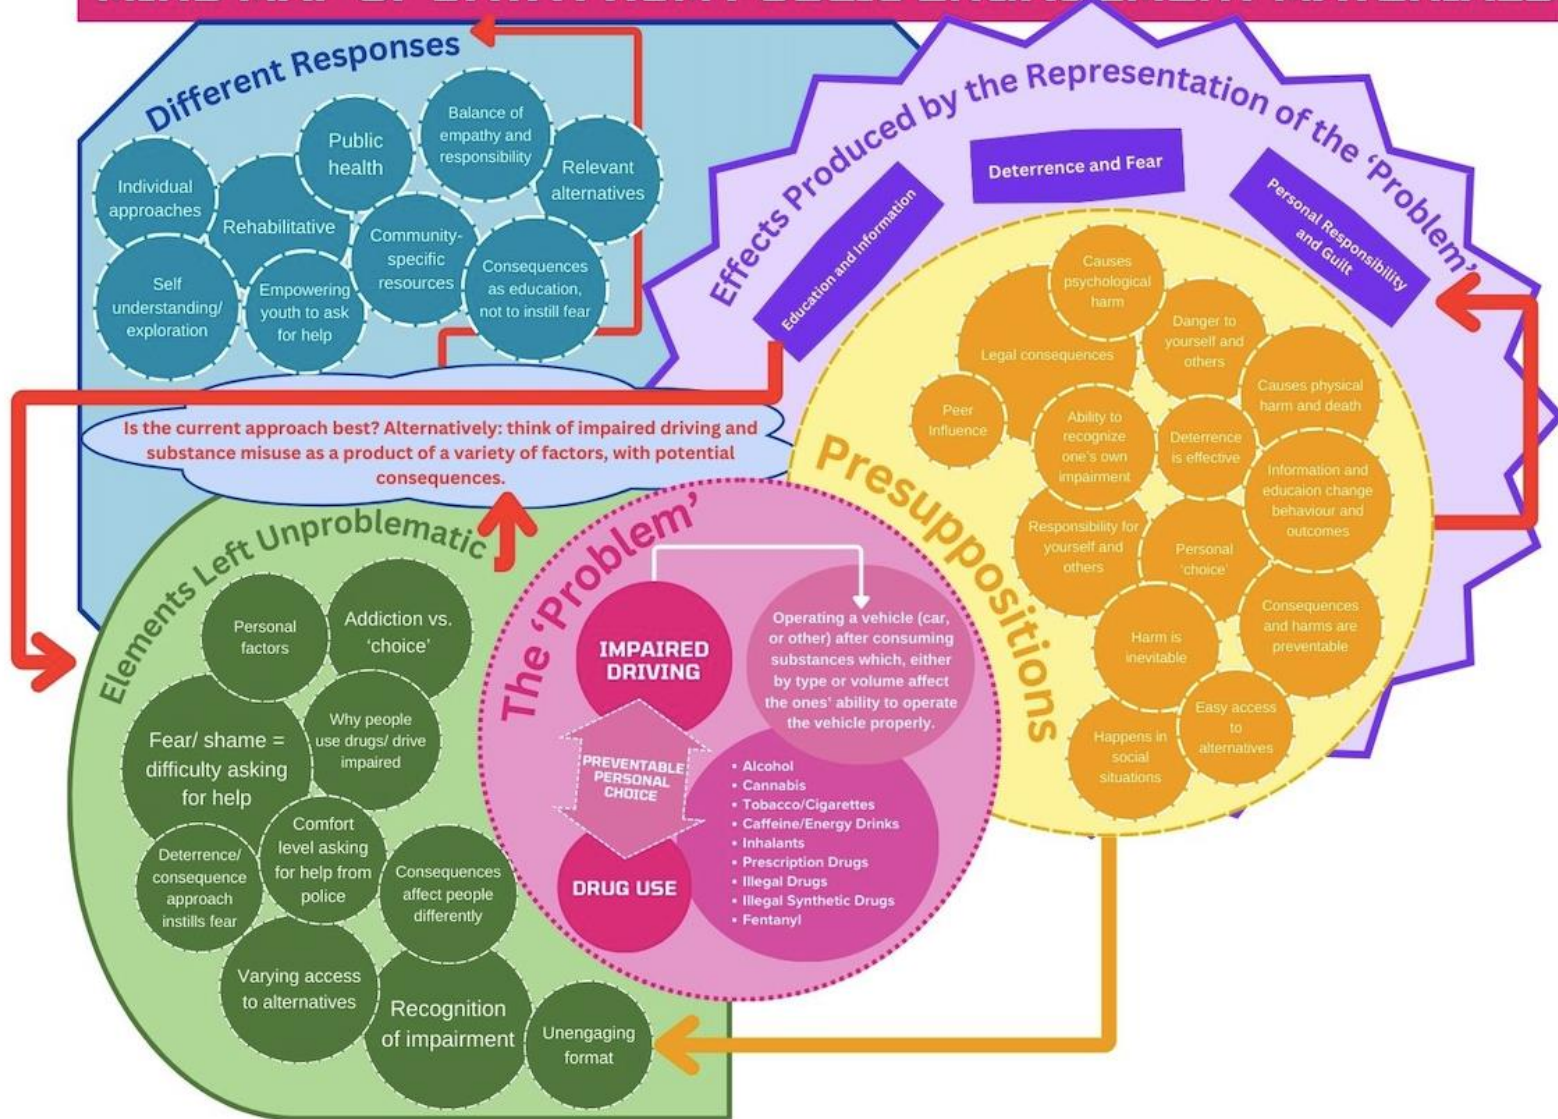 Different Responses
Individual
approaches
Rehabilitative
Public
health
Balance of
empathy and
responsibility
Relevant
alternatives
Self
understanding/
exploration
Empowering
youth to ask
for help
Community-
specific
resources
Consequences
as education,
not to instill fear
Effects Produced by the Representation of the ‘Problem’
Education and Information
Deterrence and Fear
Personal Responsibility
and Guilt
Is the current approach best? Alternatively: think of impaired driving and
substance misuse as a product of a variety of factors, with potential
consequences.
Presuppositions
Causes
psychological
harm
Legal consequences
Danger to
yourself and
others
Causes physical
harm and death
Peer
Influence
Ability to
recognize
one's own
impairment
Deterrence
is effective
Information and
educaion change
behaviour and
outcomes
Responsibility for
yourself and
others
Personal
‘choice’
Consequences
and harms are
preventable
Harm is
inevitable
Happens in
social
situations
Easy access
to
alternatives
Elements Left Unproblematic
Personal
factors
Addiction vs.
‘choice’
Fear/ shame =
difficulty asking
for help
Why people
use drugs/ drive
impaired
Deterrence/
consequence
approach
instills fear
Comfort
level asking
for help from
police
Consequences
affect people
differently
Varying access
to alternatives
Recognition
of impairment
Unengaging
format
The ‘Problem’
IMPAIRED
DRIVING
Operating a vehicle (car,
or other) after consuming
substances which, either
by type or volume affect
the ones' ability to operate
the vehicle properly.
PREVENTABLE
PERSONAL
CHOICE
DRUG USE
• Alcohol
• Cannabis
• Tobacco/Cigarettes
• Caffeine/Energy Drinks
• Inhalants
• Prescription Drugs
• Illegal Drugs
• Illegal Synthetic Drugs
• Fentanyl